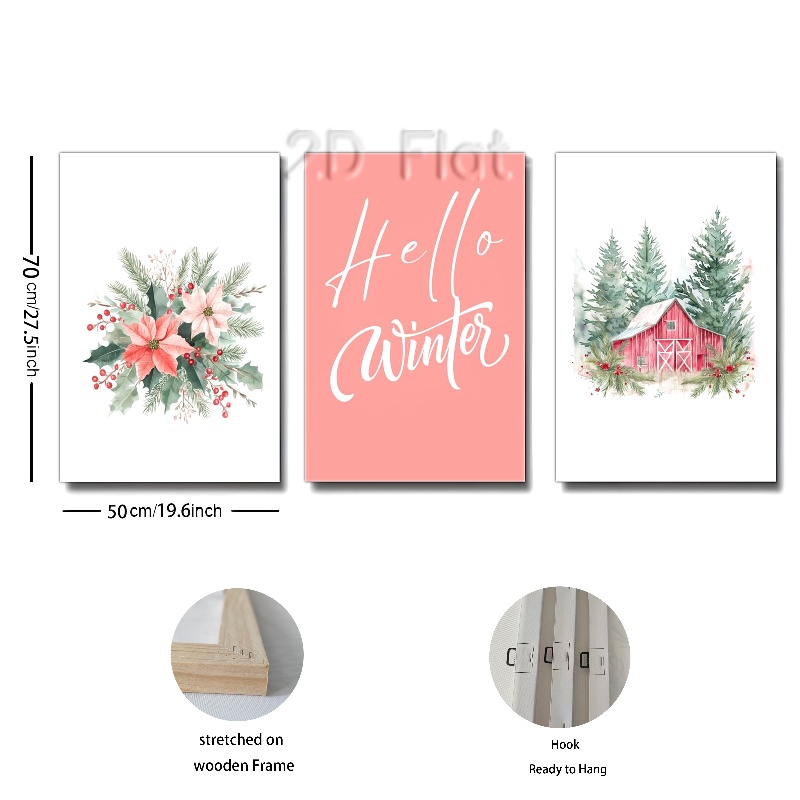 2D Flat
Hello
Winter
70 cm/27.5inch
50cm/19.6inch
stretched on
wooden Frame
Hook
Ready to Hang